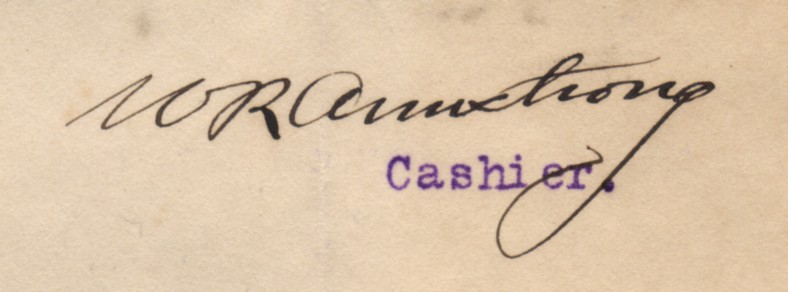 W R Armstrong
Cashier.